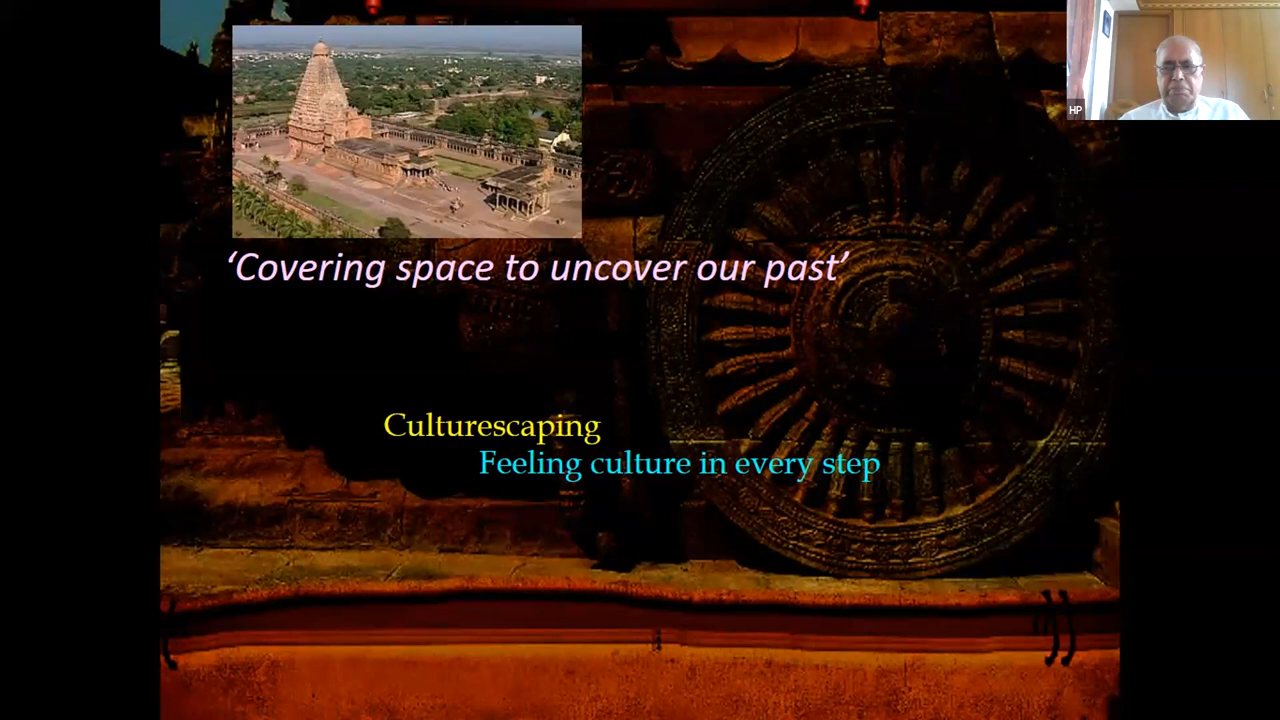 HP
‘Covering space to uncover our past’
Culturescaping
Feeling culture in every step